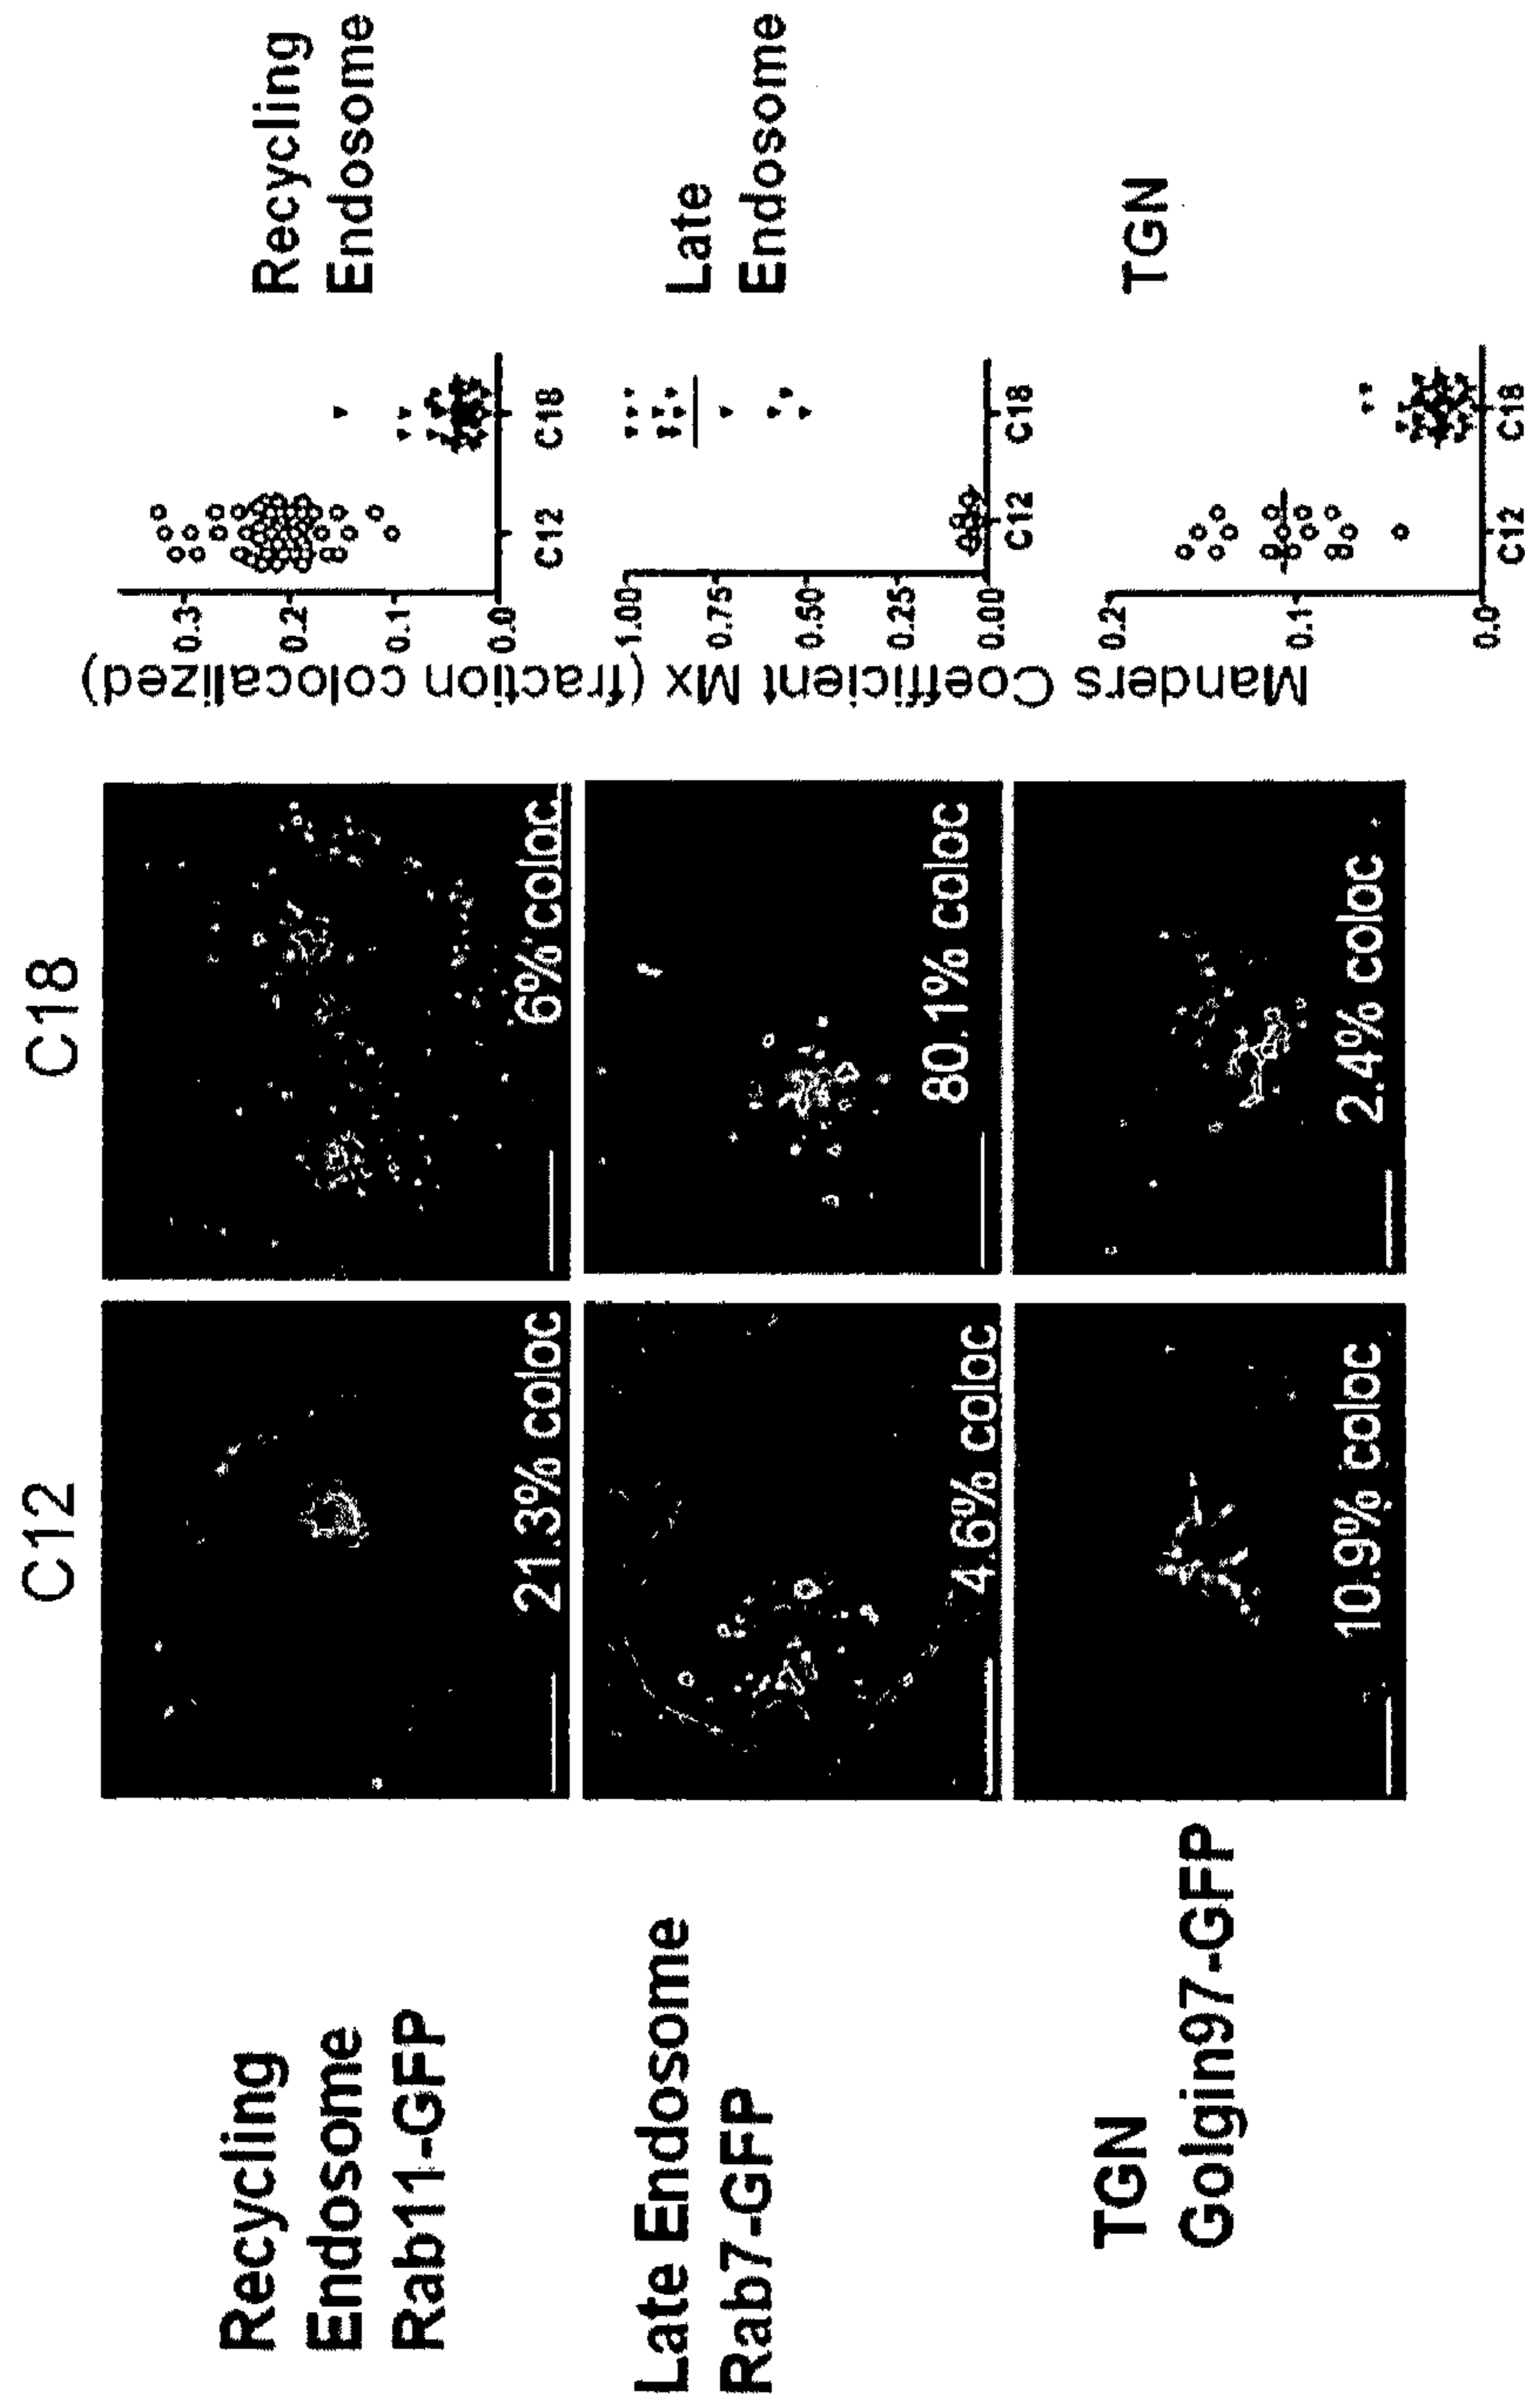 C12
C18
Recycling
Endosome
Rab11-GFP
21.3% coloc
6% coloc
Late Endosome
Rab7-GFP
4.6% coloc
80.1% coloc
TGN
Golgin97-GFP
10.9% coloc
2.4% coloc
Manders Coefficient Mx (fraction colocalized)
0.3
0.2
0.1
0.0
C12
C18
Recycling
Endosome
1.00
0.75
0.50
0.25
0.00
C12
C18
Late
Endosome
0.2
0.1
0.0
C12
C18
TGN